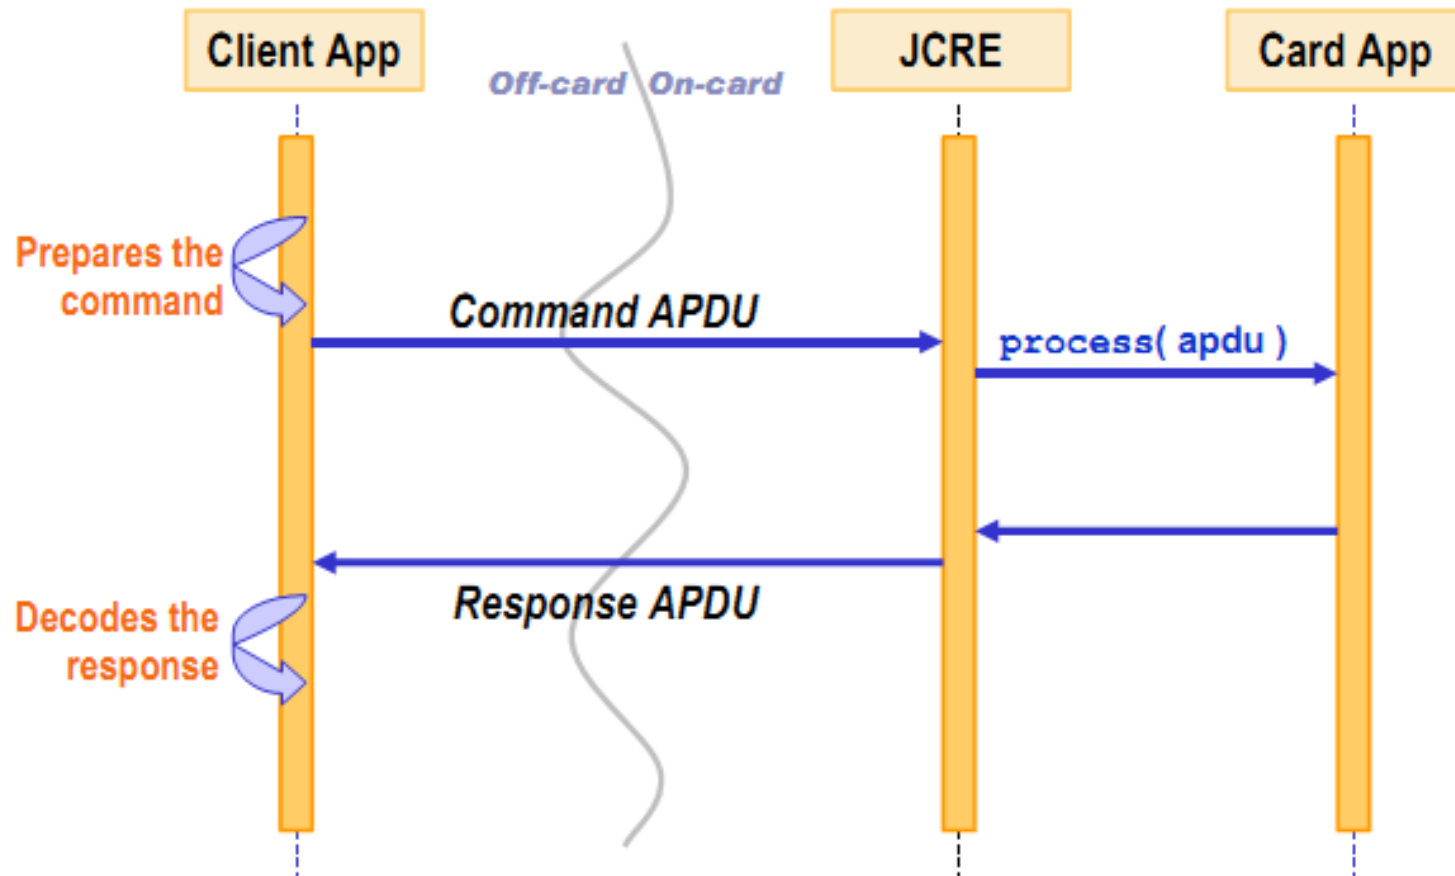 Client App
JCRE
Card App
Off-card On-card
Prepares the
command
Command APDU
process( apdu )
Response APDU
Decodes the
response